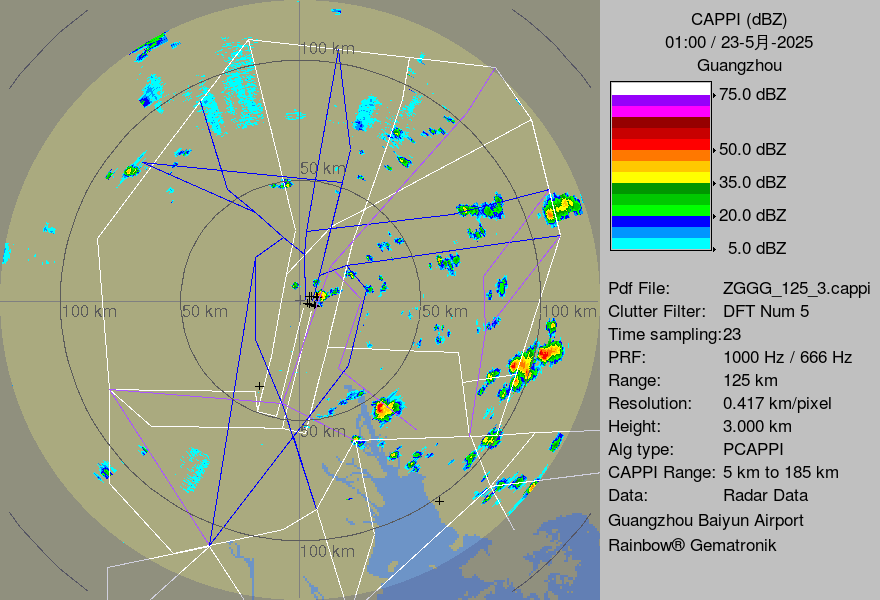 CAPPI (dBZ)
01:00 / 23-5月-2025
Guangzhou
75.0 dBZ
50.0 dBZ
35.0 dBZ
20.0 dBZ
5.0 dBZ
Pdf File: ZGGG_125_3.cappi
Clutter Filter: DFT Num 5
Time sampling:23
PRF: 1000 Hz / 666 Hz
Range: 125 km
Resolution: 0.417 km/pixel
Height: 3.000 km
Alg type: PCAPPI
CAPPI Range: 5 km to 185 km
Data: Radar Data
Guangzhou Baiyun Airport
Rainbow® Gematronik
100 km
50 km
100 km
50 km
50 km
100 km
50 km
100 km